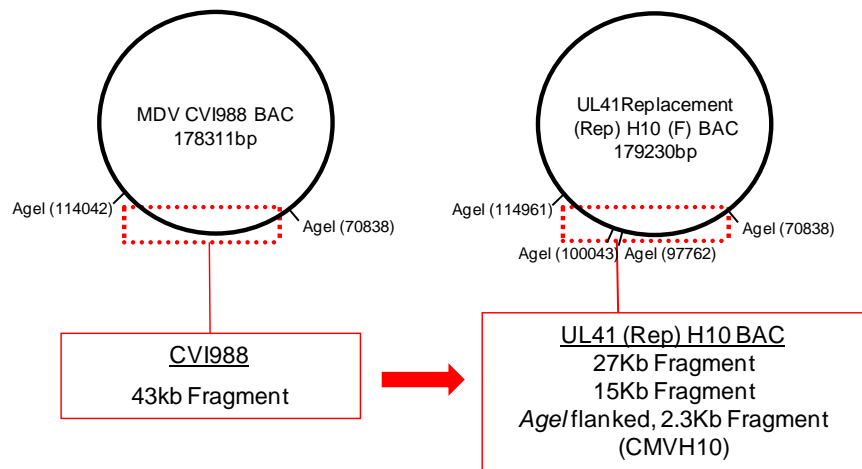 MDV CVI988 BAC
178311bp
AgeI (114042)
AgeI (70838)
CVI988
43kb Fragment
UL41Replacement
(Rep) H10 (F) BAC
179230bp
AgeI (114961)
AgeI (70838)
AgeI (100043)
AgeI (97762)
UL41 (Rep) H10 BAC
27Kb Fragment
15Kb Fragment
AgeI flanked, 2.3Kb Fragment
(CMVH10)